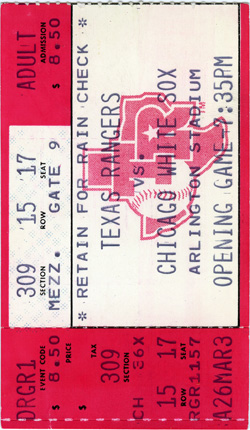 ADULT $ 8.50
ADMISSION
309 15 17
SECTION ROW SEAT
MEZZ. GATE 9
* RETAIN FOR RAIN CHECK *
TEXAS RANGERS
VS.
CHICAGO WHITE SOX
ARLINGTON STADIUM
OPENING GAME 7:35PM
EVENT CODE
$ 8.50
PRICE
TAX
309
SECTION
CH 36X
15 17
ROW SEAT
RGR1157
A26MAR3